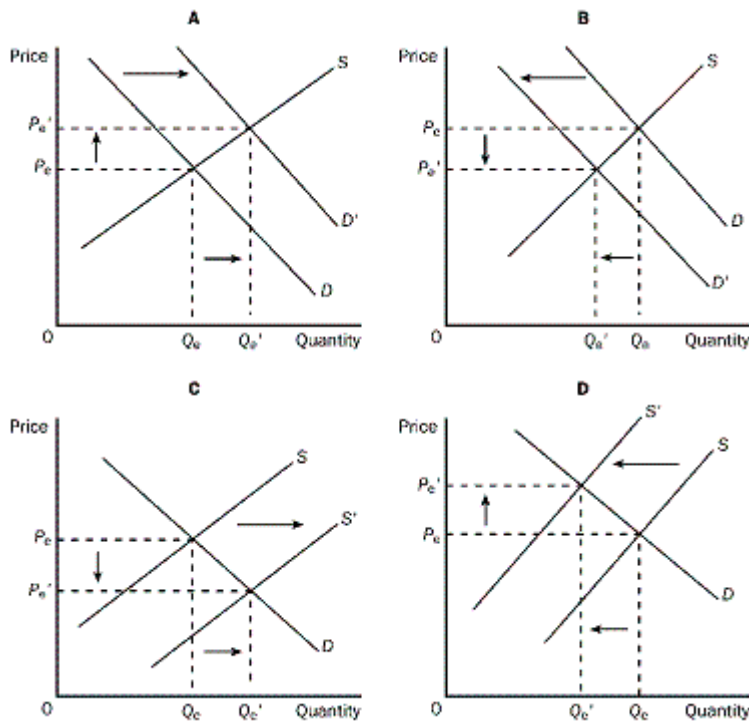 A
Price
S
Pe'
Pe
D'
D
O
Qe
Qe'
Quantity
B
Price
S
Pe
Pe'
D
D'
O
Qe'
Qe
Quantity
C
Price
S
S'
Pe
Pe'
D
O
Qe
Qe'
Quantity
D
Price
S'
S
Pe'
Pe
D
O
Qe'
Qe
Quantity